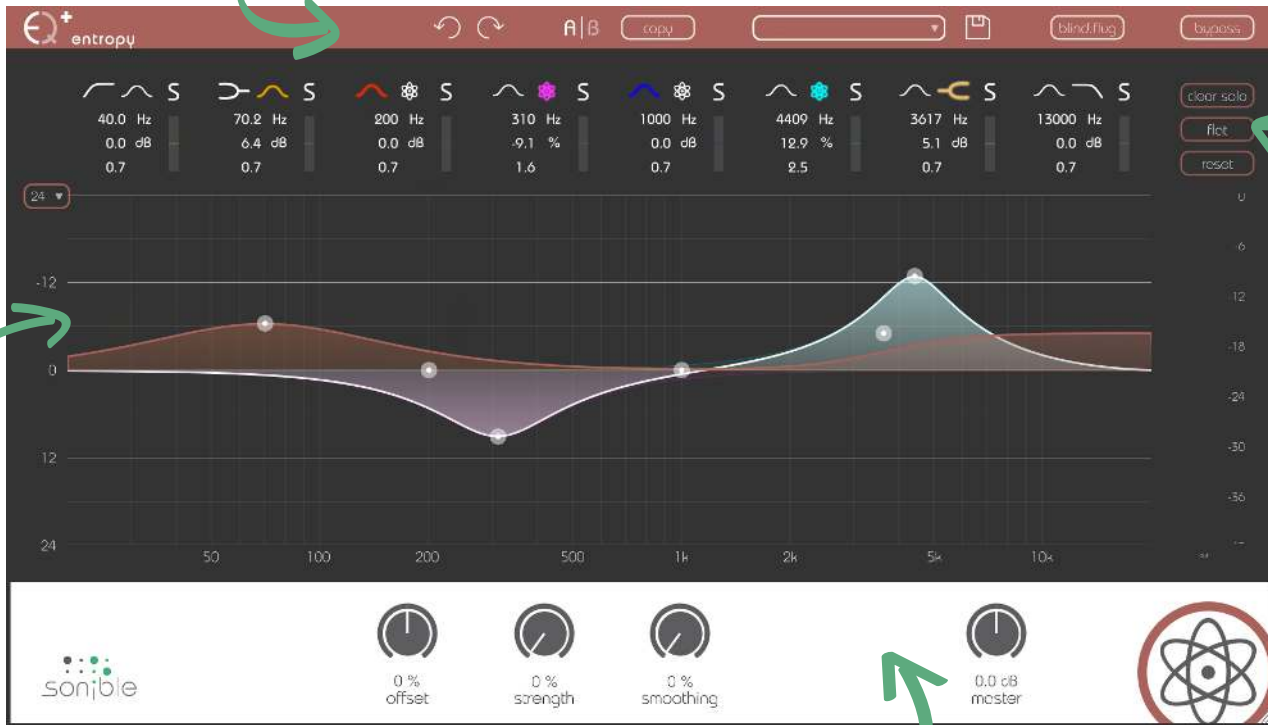 EQ+
entropy
A|B
copy
blind.flug
bypass
S S S S S S S S
40.0 Hz 70.2 Hz 200 Hz 310 Hz 1000 Hz 4409 Hz 3617 Hz 13000 Hz
0.0 dB 6.4 dB 0.0 dB -9.1 % 0.0 dB 12.9 % 5.1 dB 0.0 dB
0.7 0.7 0.7 1.6 0.7 2.5 0.7 0.7
clear solo
flat
reset
24
-12
0
12
24
0
-6
12
-18
-24
-30
-36
50 100 200 500 1k 2k 5k 10k
sonible
0 % 0 % 0 % 0.0 dB
offset strength smoothing master